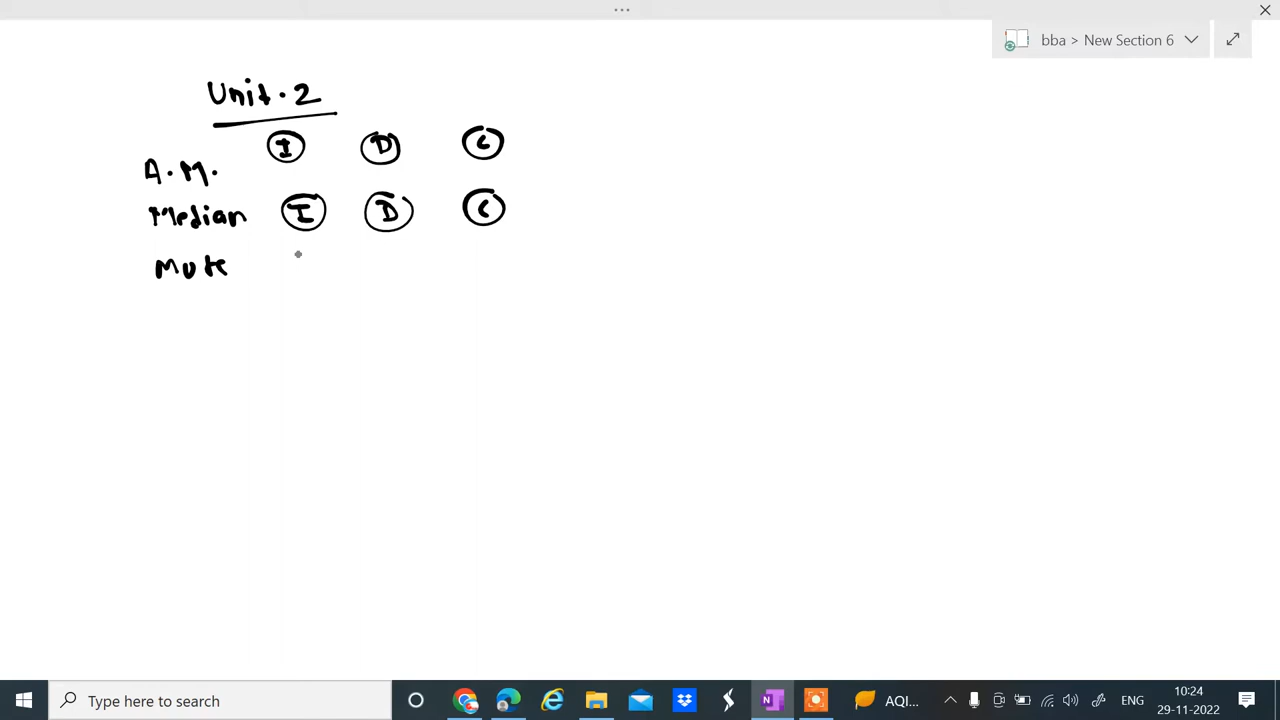 bba > New Section 6
Unit.2
A.M. I D C
Median I D C
Mode
Type here to search
AQI...
ENG
10:24
29-11-2022